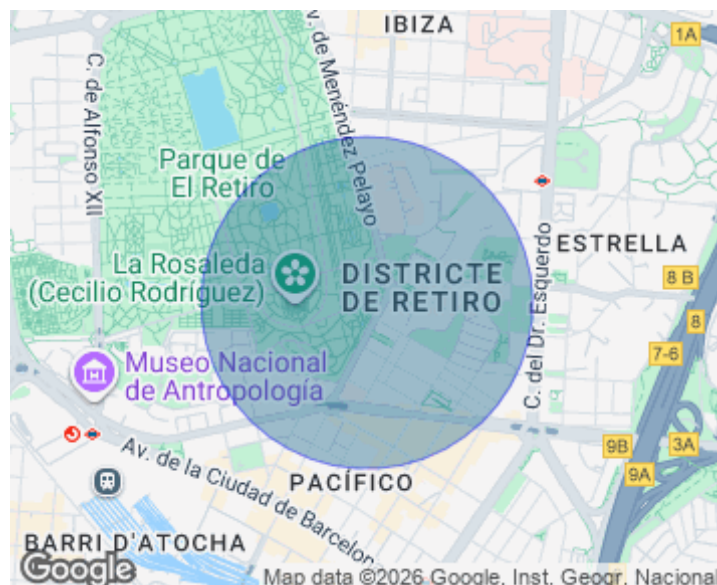 IBIZA
1A
C. de Alfonso XII
Av. de Menéndez Pelayo
Parque de
El Retiro
ESTRELLA
La Rosaleda
(Cecilio Rodríguez)
DISTRICTE
DE RETIRO
C. del Dr. Esquerdo
8 B
8
7-6
Museo Nacional
de Antropología
9B
3A
9A
Av. de la Ciudad de Barcelon
PACÍFICO
BARRI D'ATOCHA
Google
Map data ©2026 Google, Inst. Geogr. Nacional